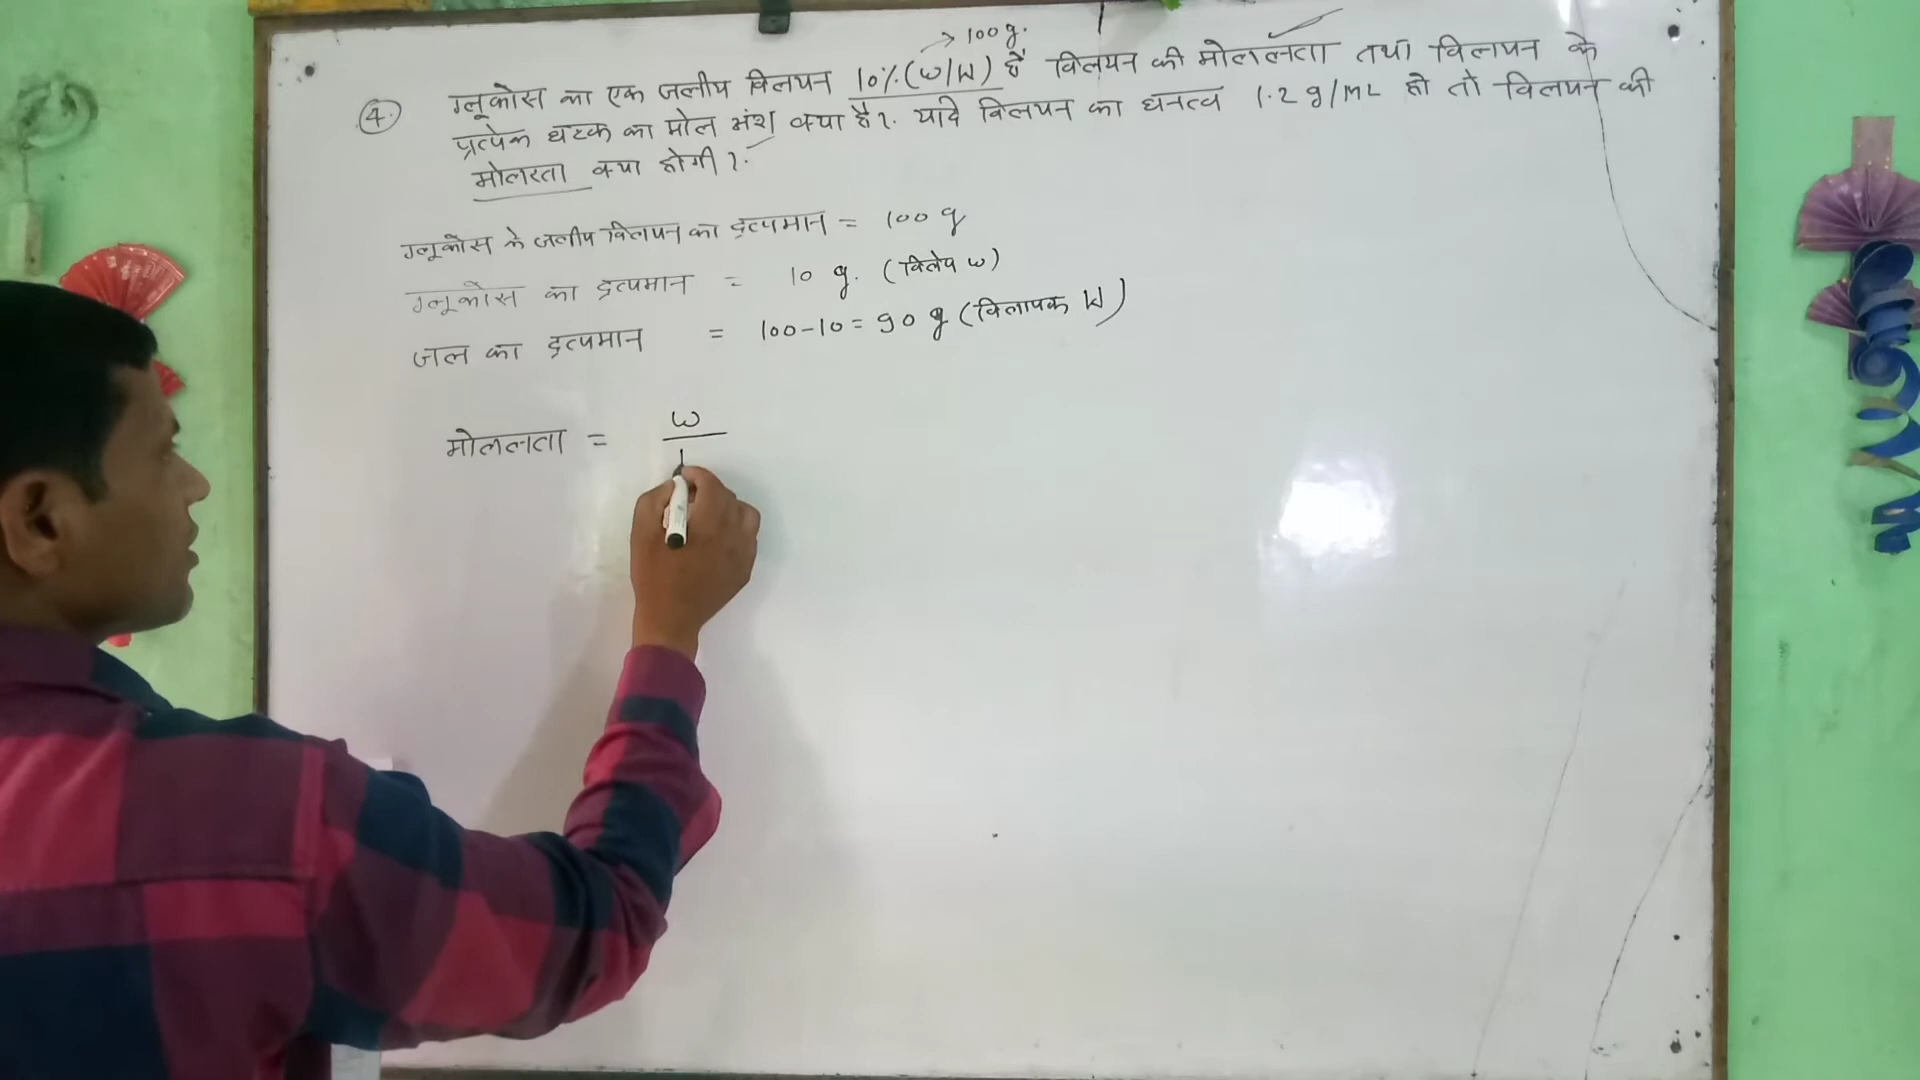 → 100 g.
④. ग्लूकोस का एक जलीय विलयन 10% (w/W) है विलयन की मोललता तथा विलयन के
प्रत्येक घटक का मोल अंश क्या है?. यदि विलयन का घनत्व 1.2 g/mL हो तो विलयन की
मोलरता क्या होगी?.
ग्लूकोस के जलीय विलयन का द्रव्यमान = 100 g
ग्लूकोस का द्रव्यमान = 10 g. (विलेय w)
जल का द्रव्यमान = 100-10 = 90 g (विलायक W)
मोललता = w